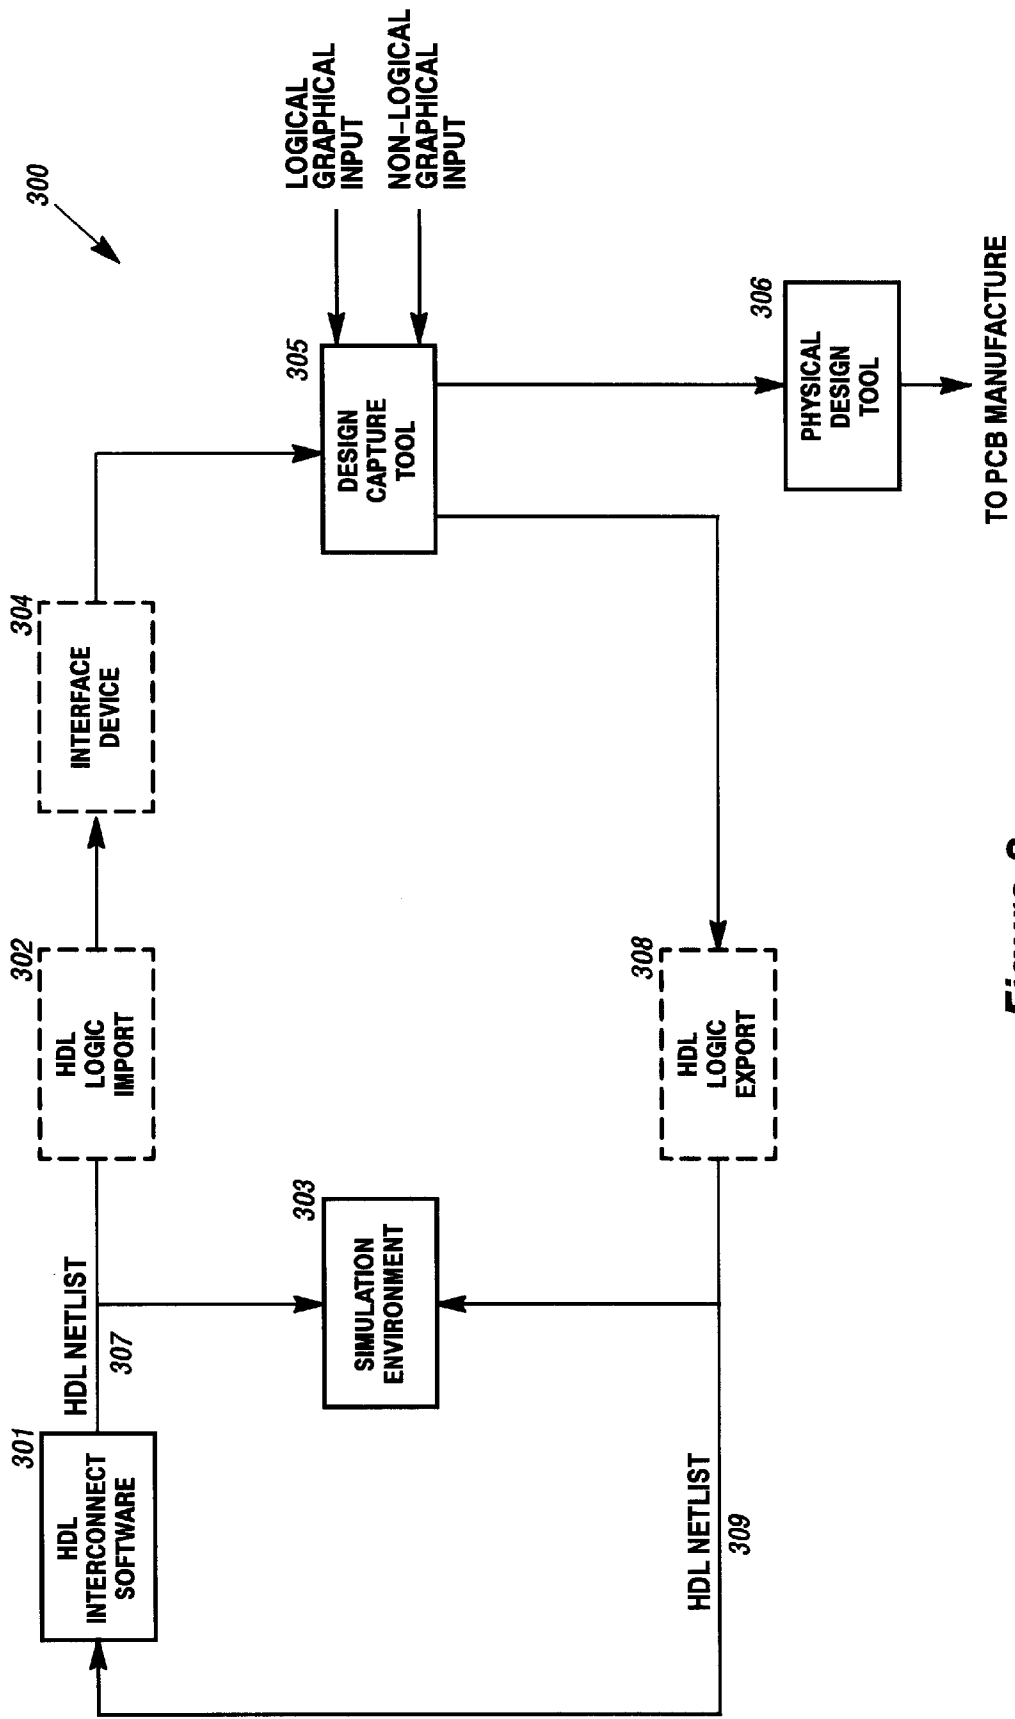 300
301
HDL
INTERCONNECT
SOFTWARE
HDL NETLIST
307
302
HDL
LOGIC
IMPORT
304
INTERFACE
DEVICE
303
SIMULATION
ENVIRONMENT
305
DESIGN
CAPTURE
TOOL
LOGICAL
GRAPHICAL
INPUT
NON-LOGICAL
GRAPHICAL
INPUT
HDL NETLIST
309
308
HDL
LOGIC
EXPORT
306
PHYSICAL
DESIGN
TOOL
TO PCB MANUFACTURE